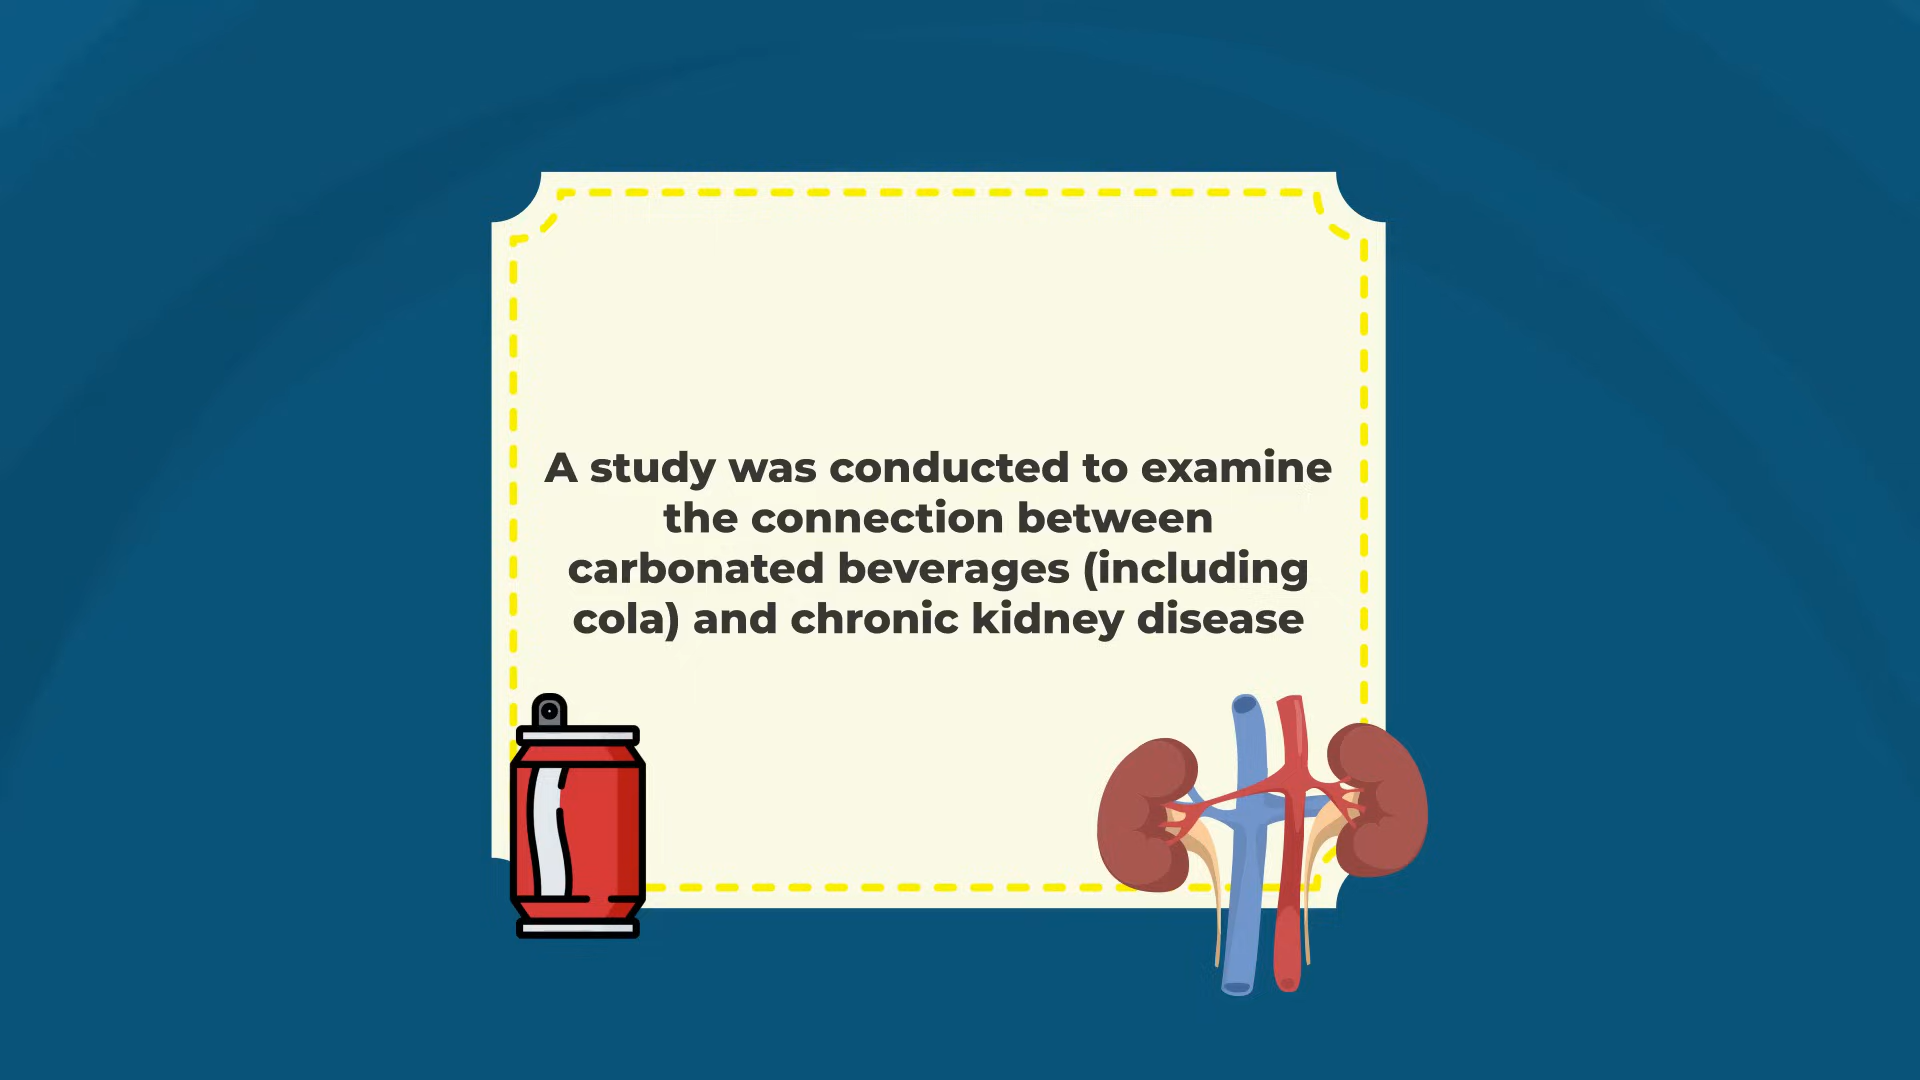 A study was conducted to examine
the connection between
carbonated beverages (including
cola) and chronic kidney disease